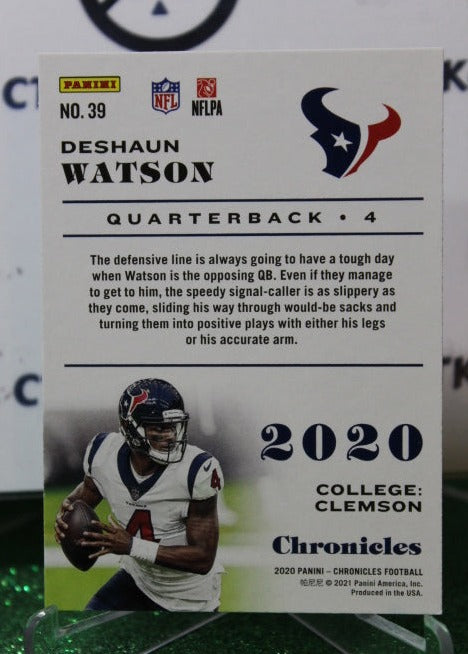 CT
TK
PANINI
NFL
NFLPA
NO. 39
DESHAUN
WATSON
QUARTERBACK • 4
The defensive line is always going to have a tough day
when Watson is the opposing QB. Even if they manage
to get to him, the speedy signal-caller is as slippery as
they come, sliding his way through would-be sacks and
turning them into positive plays with either his legs
or his accurate arm.
2020
COLLEGE:
CLEMSON
4
4
Chronicles
2020 PANINI – CHRONICLES FOOTBALL
帕尼尼 © 2021 Panini America, Inc.
Produced in the USA.